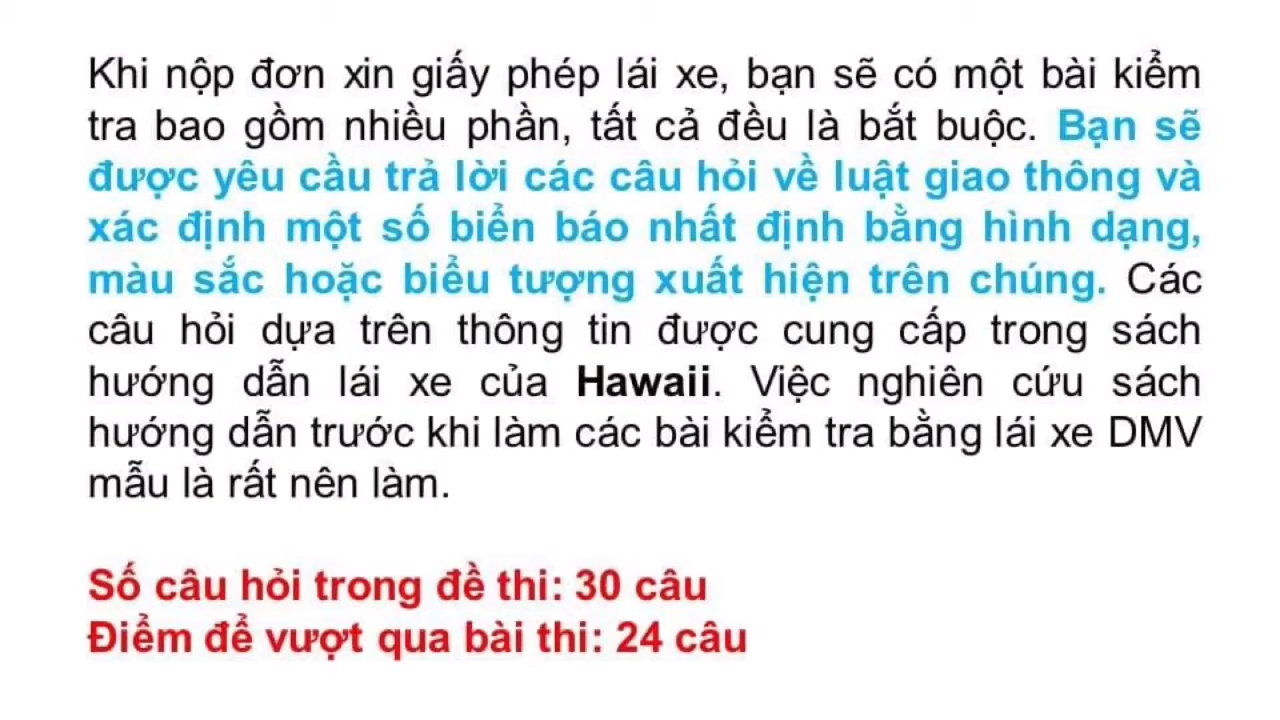 Khi nộp đơn xin giấy phép lái xe, bạn sẽ có một bài kiểm
tra bao gồm nhiều phần, tất cả đều là bắt buộc. Bạn sẽ
được yêu cầu trả lời các câu hỏi về luật giao thông và
xác định một số biển báo nhất định bằng hình dạng,
màu sắc hoặc biểu tượng xuất hiện trên chúng. Các
câu hỏi dựa trên thông tin được cung cấp trong sách
hướng dẫn lái xe của Hawaii. Việc nghiên cứu sách
hướng dẫn trước khi làm các bài kiểm tra bằng lái xe DMV
mẫu là rất nên làm.
Số câu hỏi trong đề thi: 30 câu
Điểm để vượt qua bài thi: 24 câu